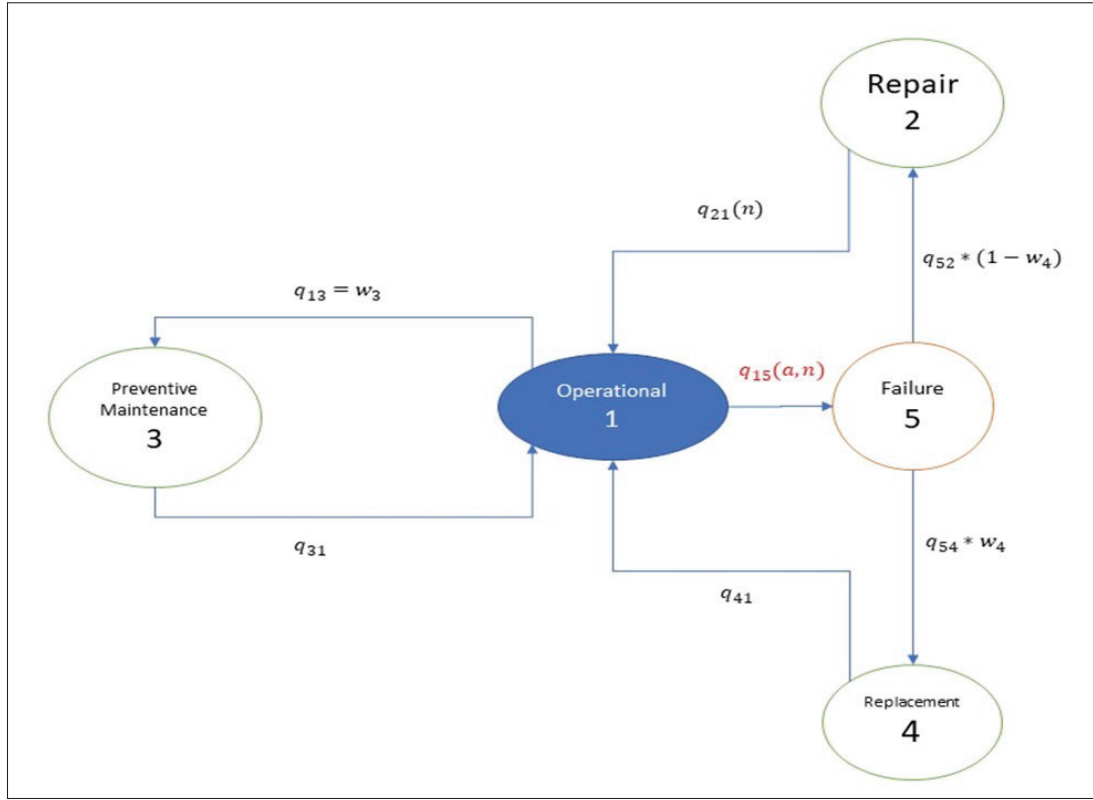 Repair
2
q₂₁(n)
q₅₂ * (1 − w₄)
q₁₃ = w₃
Preventive
Maintenance
3
Operational
1
q₁₅(a, n)
Failure
5
q₃₁
q₅₄ * w₄
q₄₁
Replacement
4